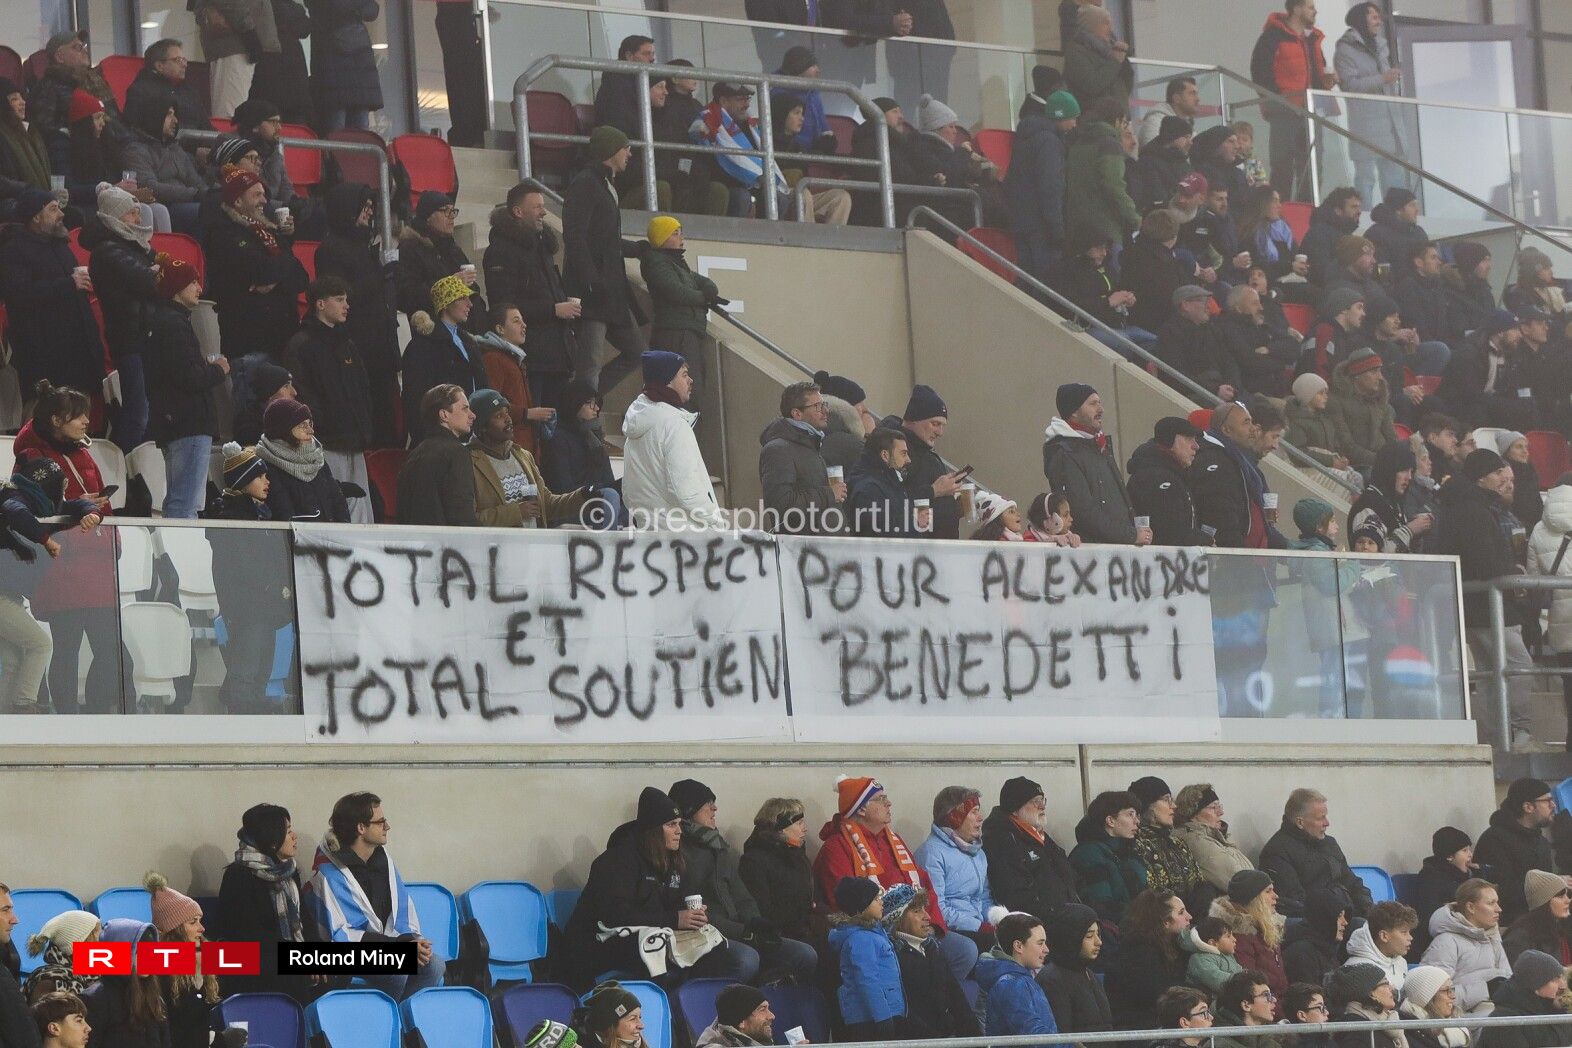 © pressphoto.rtl.lu
TOTAL RESPECT
ET
TOTAL SOUTiEN
POUR ALEXANDRE
BENEDETTi
RTL
Roland Miny